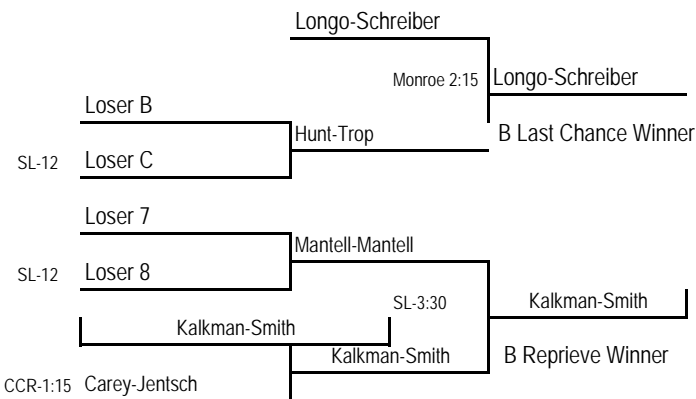 Longo-Schreiber
Monroe 2:15 Longo-Schreiber
Loser B
Hunt-Trop B Last Chance Winner
SL-12 Loser C
Loser 7
Mantell-Mantell
SL-12 Loser 8
SL-3:30 Kalkman-Smith
Kalkman-Smith
Kalkman-Smith B Reprieve Winner
CCR-1:15 Carey-Jentsch